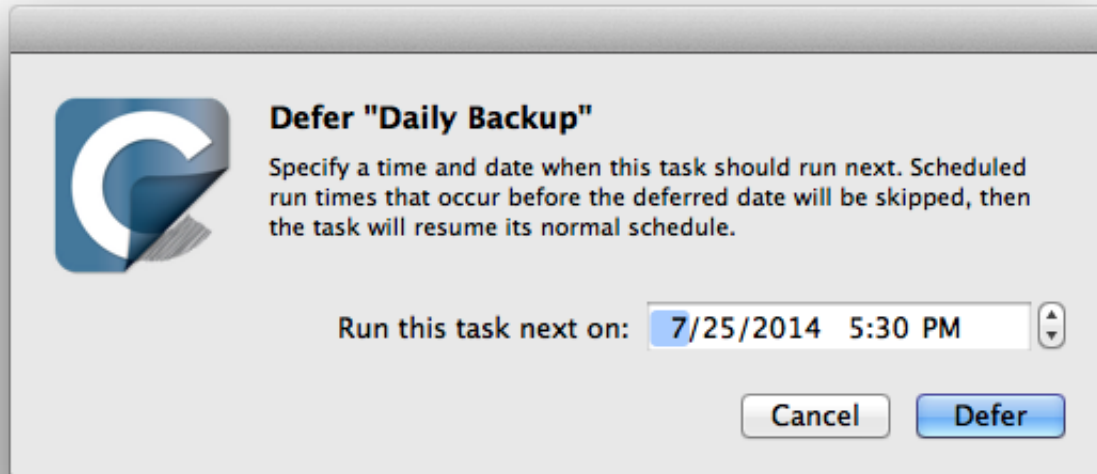 Defer "Daily Backup"
Specify a time and date when this task should run next. Scheduled
run times that occur before the deferred date will be skipped, then
the task will resume its normal schedule.
Run this task next on: 7/25/2014 5:30 PM
Cancel Defer